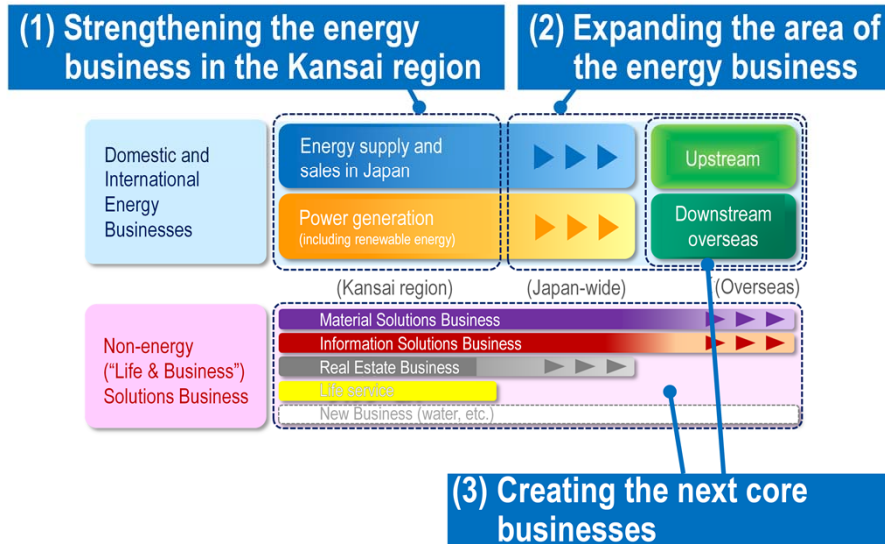 (1) Strengthening the energy
business in the Kansai region
(2) Expanding the area of
the energy business
Domestic and
International
Energy
Businesses
Energy supply and
sales in Japan
Upstream
Power generation
(including renewable energy)
Downstream
overseas
(Kansai region)
(Japan-wide)
(Overseas)
Non-energy
(“Life & Business”)
Solutions Business
Material Solutions Business
Information Solutions Business
Real Estate Business
Life service
New Business (water, etc.)
(3) Creating the next core
businesses